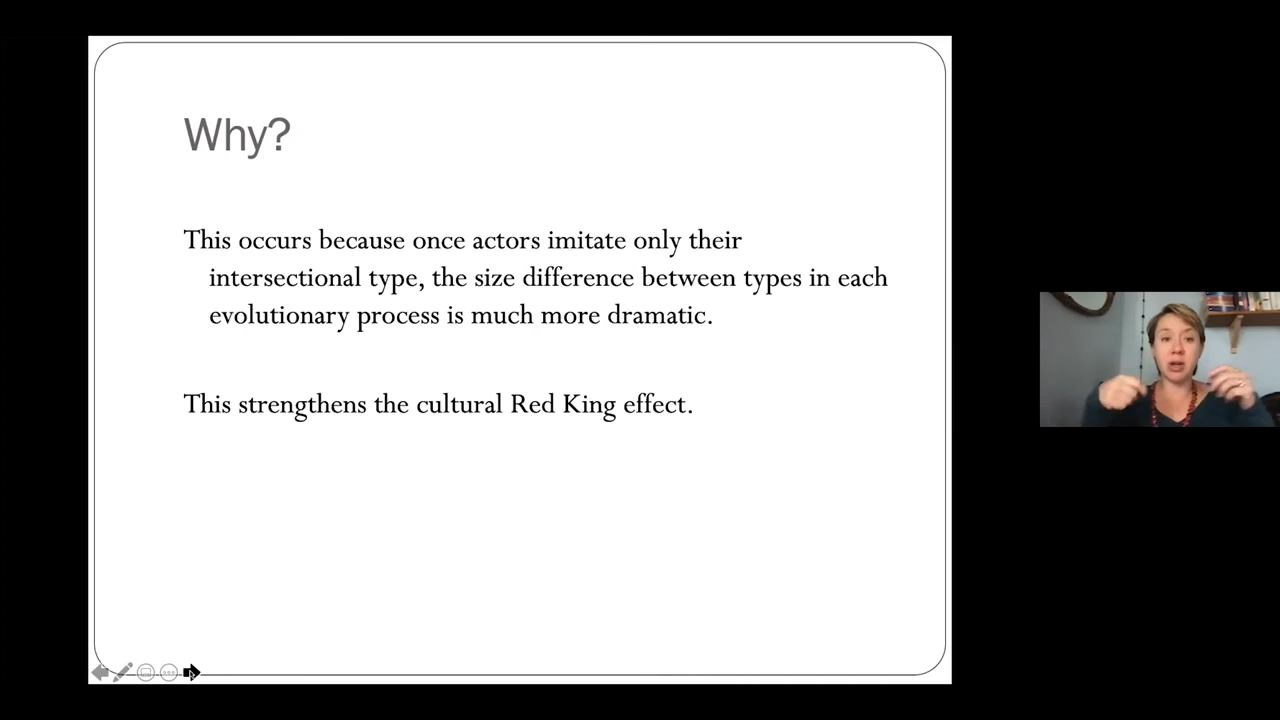 Why?
This occurs because once actors imitate only their
intersectional type, the size difference between types in each
evolutionary process is much more dramatic.
This strengthens the cultural Red King effect.